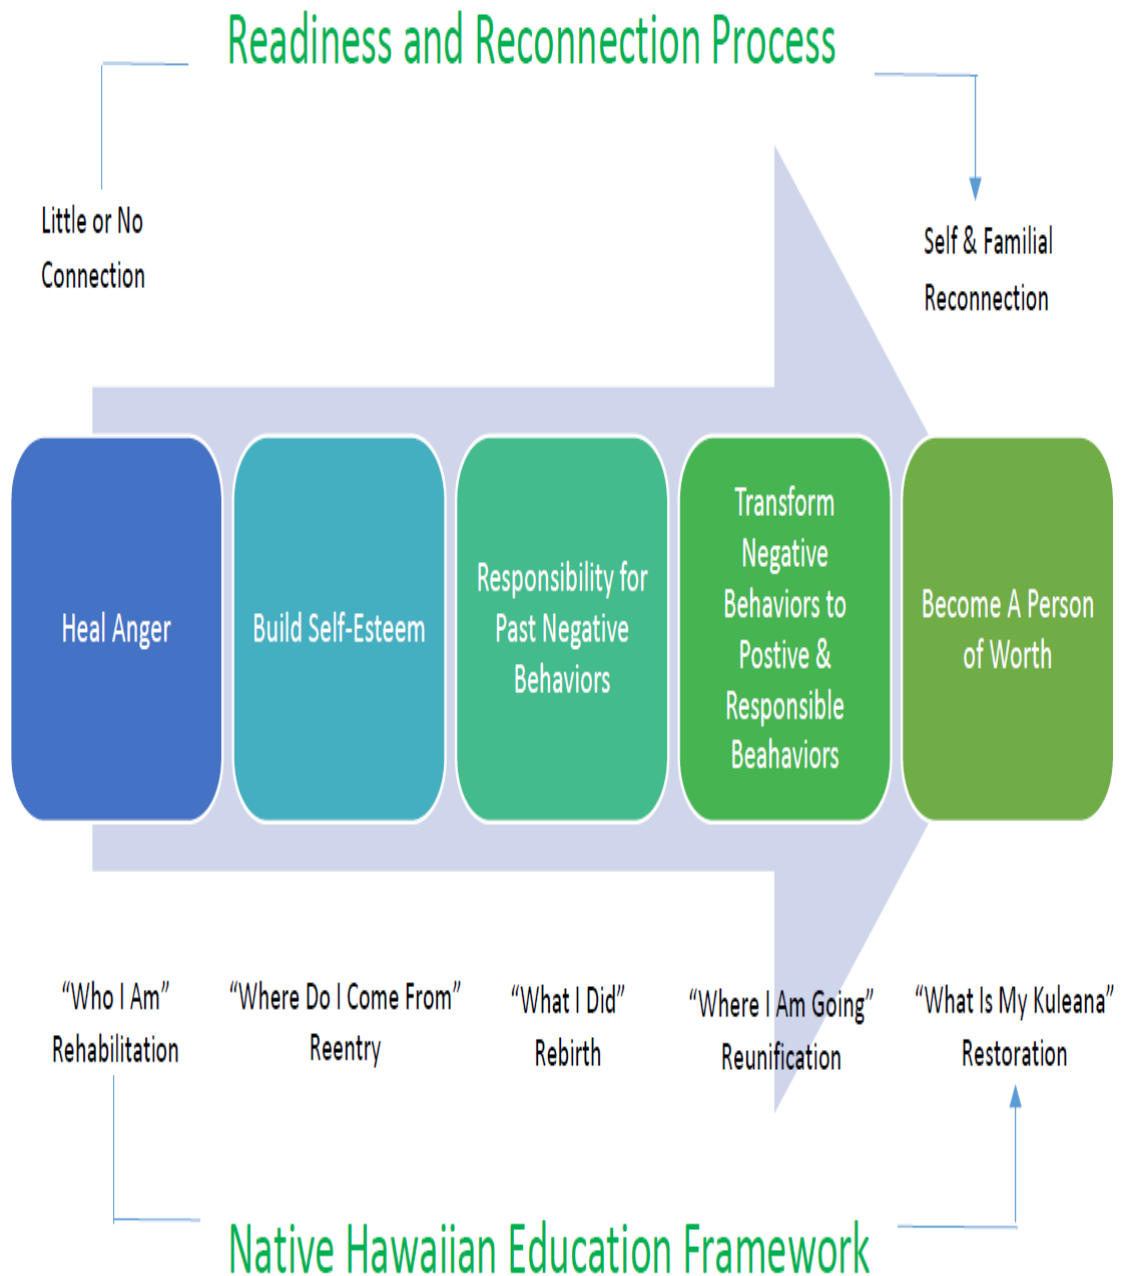 Readiness and Reconnection Process
Little or No
Connection
Self & Familial
Reconnection
Heal Anger
Build Self-Esteem
Responsibility for
Past Negative
Behaviors
Transform
Negative
Behaviors to
Postive &
Responsible
Beahaviors
Become A Person
of Worth
“Who I Am”
Rehabilitation
“Where Do I Come From”
Reentry
“What I Did”
Rebirth
“Where I Am Going”
Reunification
“What Is My Kuleana”
Restoration
Native Hawaiian Education Framework